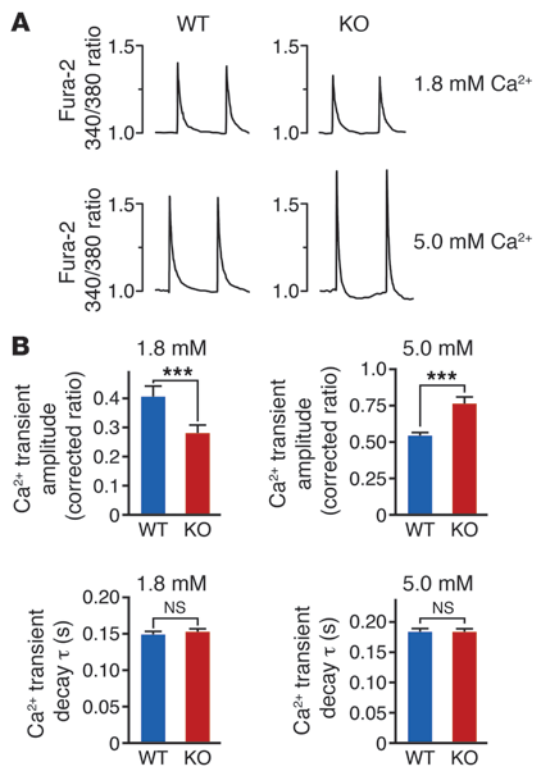 A
WT
KO
Fura-2
340/380 ratio
1.5
1.0
1.5
1.0
1.8 mM Ca²⁺
Fura-2
340/380 ratio
1.5
1.0
1.5
1.0
5.0 mM Ca²⁺
B
1.8 mM
Ca²⁺ transient
amplitude
(corrected ratio)
0.4
0.3
0.2
0.1
0
***
WT KO
5.0 mM
Ca²⁺ transient
amplitude
(corrected ratio)
1.0
0.75
0.50
0.25
0
***
WT KO
1.8 mM
Ca²⁺ transient
decay τ (s)
0.20
0.15
0.10
0.05
0
NS
WT KO
5.0 mM
Ca²⁺ transient
decay τ (s)
0.20
0.15
0.10
0.05
0
NS
WT KO